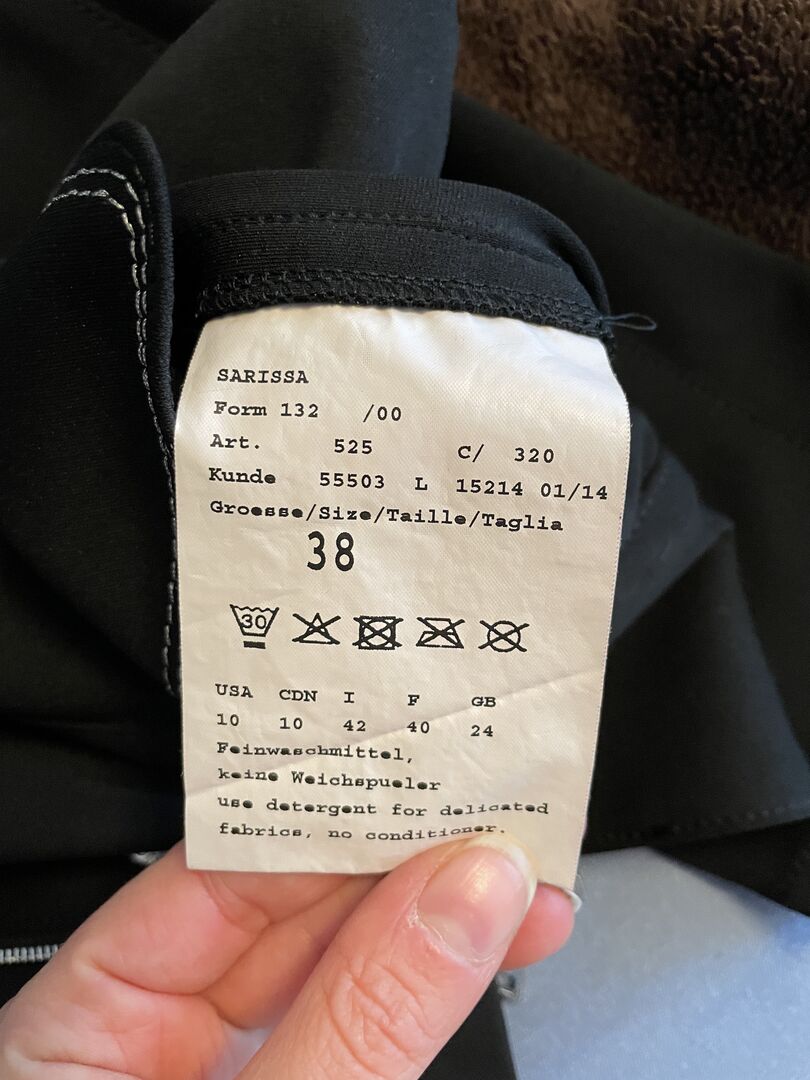 SARISSA
Form 132 /00
Art. 525 C/ 320
Kunde 55503 L 15214 01/14
Groesse/Size/Taille/Taglia
38
30
USA CDN I F GB
10 10 42 40 24
Feinwaschmittel,
keine Weichspueler
use detergent for delicated
fabrics, no conditioner.